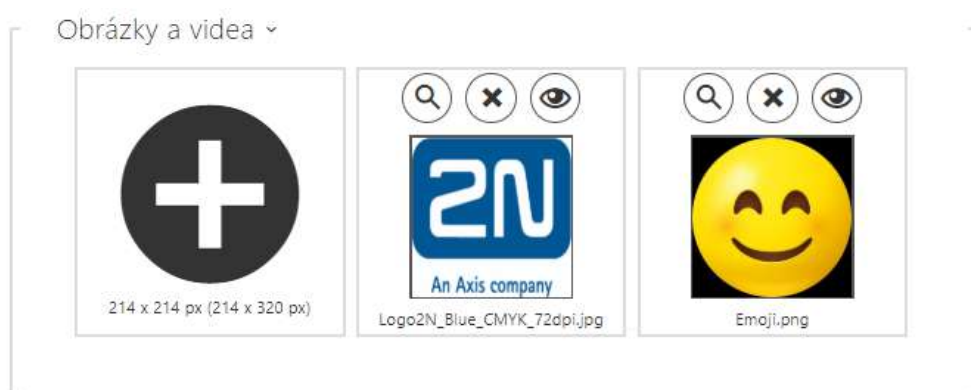 Obrázky a videa
214 x 214 px (214 x 320 px)
2N
An Axis company
Logo2N_Blue_CMYK_72dpi.jpg
Emoji.png